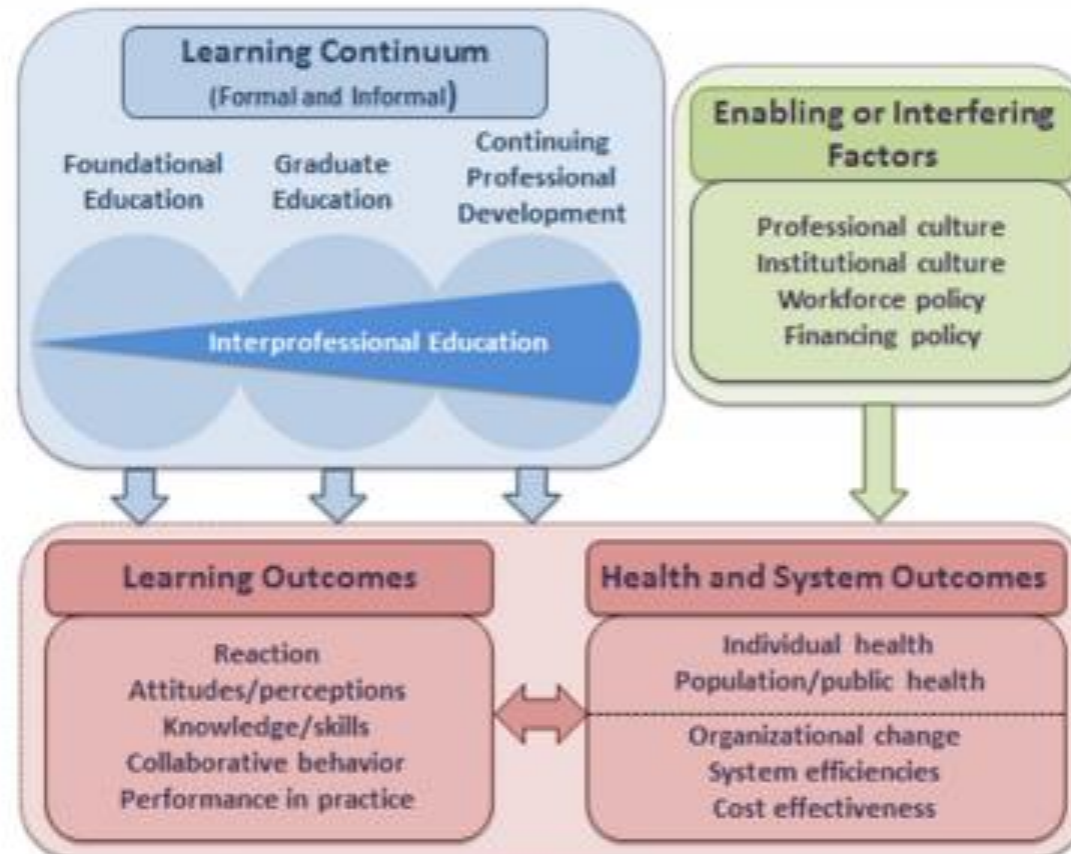 Learning Continuum
(Formal and Informal)
Foundational
Education
Graduate
Education
Continuing
Professional
Development
Interprofessional Education
Enabling or Interfering
Factors
Professional culture
Institutional culture
Workforce policy
Financing policy
Learning Outcomes
Reaction
Attitudes/perceptions
Knowledge/skills
Collaborative behavior
Performance in practice
Health and System Outcomes
Individual health
Population/public health
Organizational change
System efficiencies
Cost effectiveness